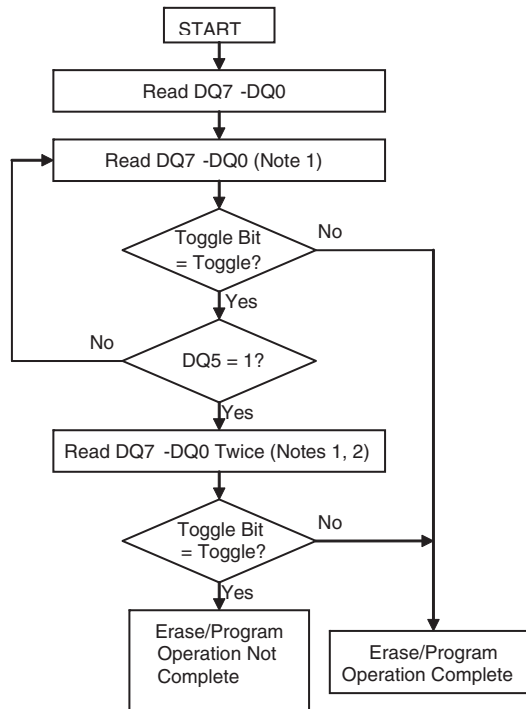 START
Read DQ7 -DQ0
Read DQ7 -DQ0 (Note 1)
Toggle Bit
= Toggle?
No
Yes
No
DQ5 = 1?
Yes
Read DQ7 -DQ0 Twice (Notes 1, 2)
Toggle Bit
= Toggle?
No
Yes
Erase/Program
Operation Not
Complete
Erase/Program
Operation Complete